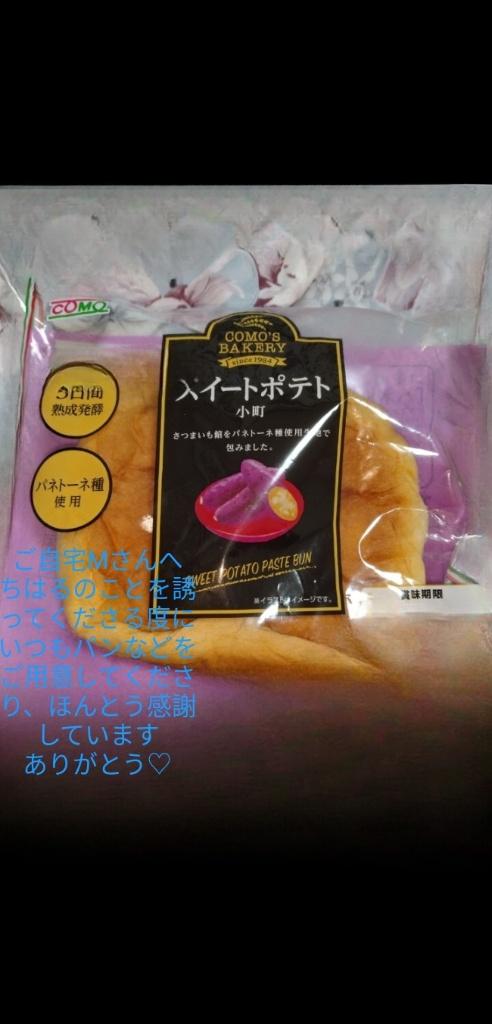 COMO
COMO'S
BAKERY
since 1984
スイートポテト
小町
さつまいも餡をパネトーネ種使用生地で
包みました。
3日間
熟成発酵
パネトーネ種
使用
SWEET POTATO PASTE BUN
※イラストはイメージです。
賞味期限
ご自宅Mさんへ
ちはるのことを誘
ってくださる度に
いつもパンなどを
ご用意してくださ
り、ほんとう感謝
しています
ありがとう♡